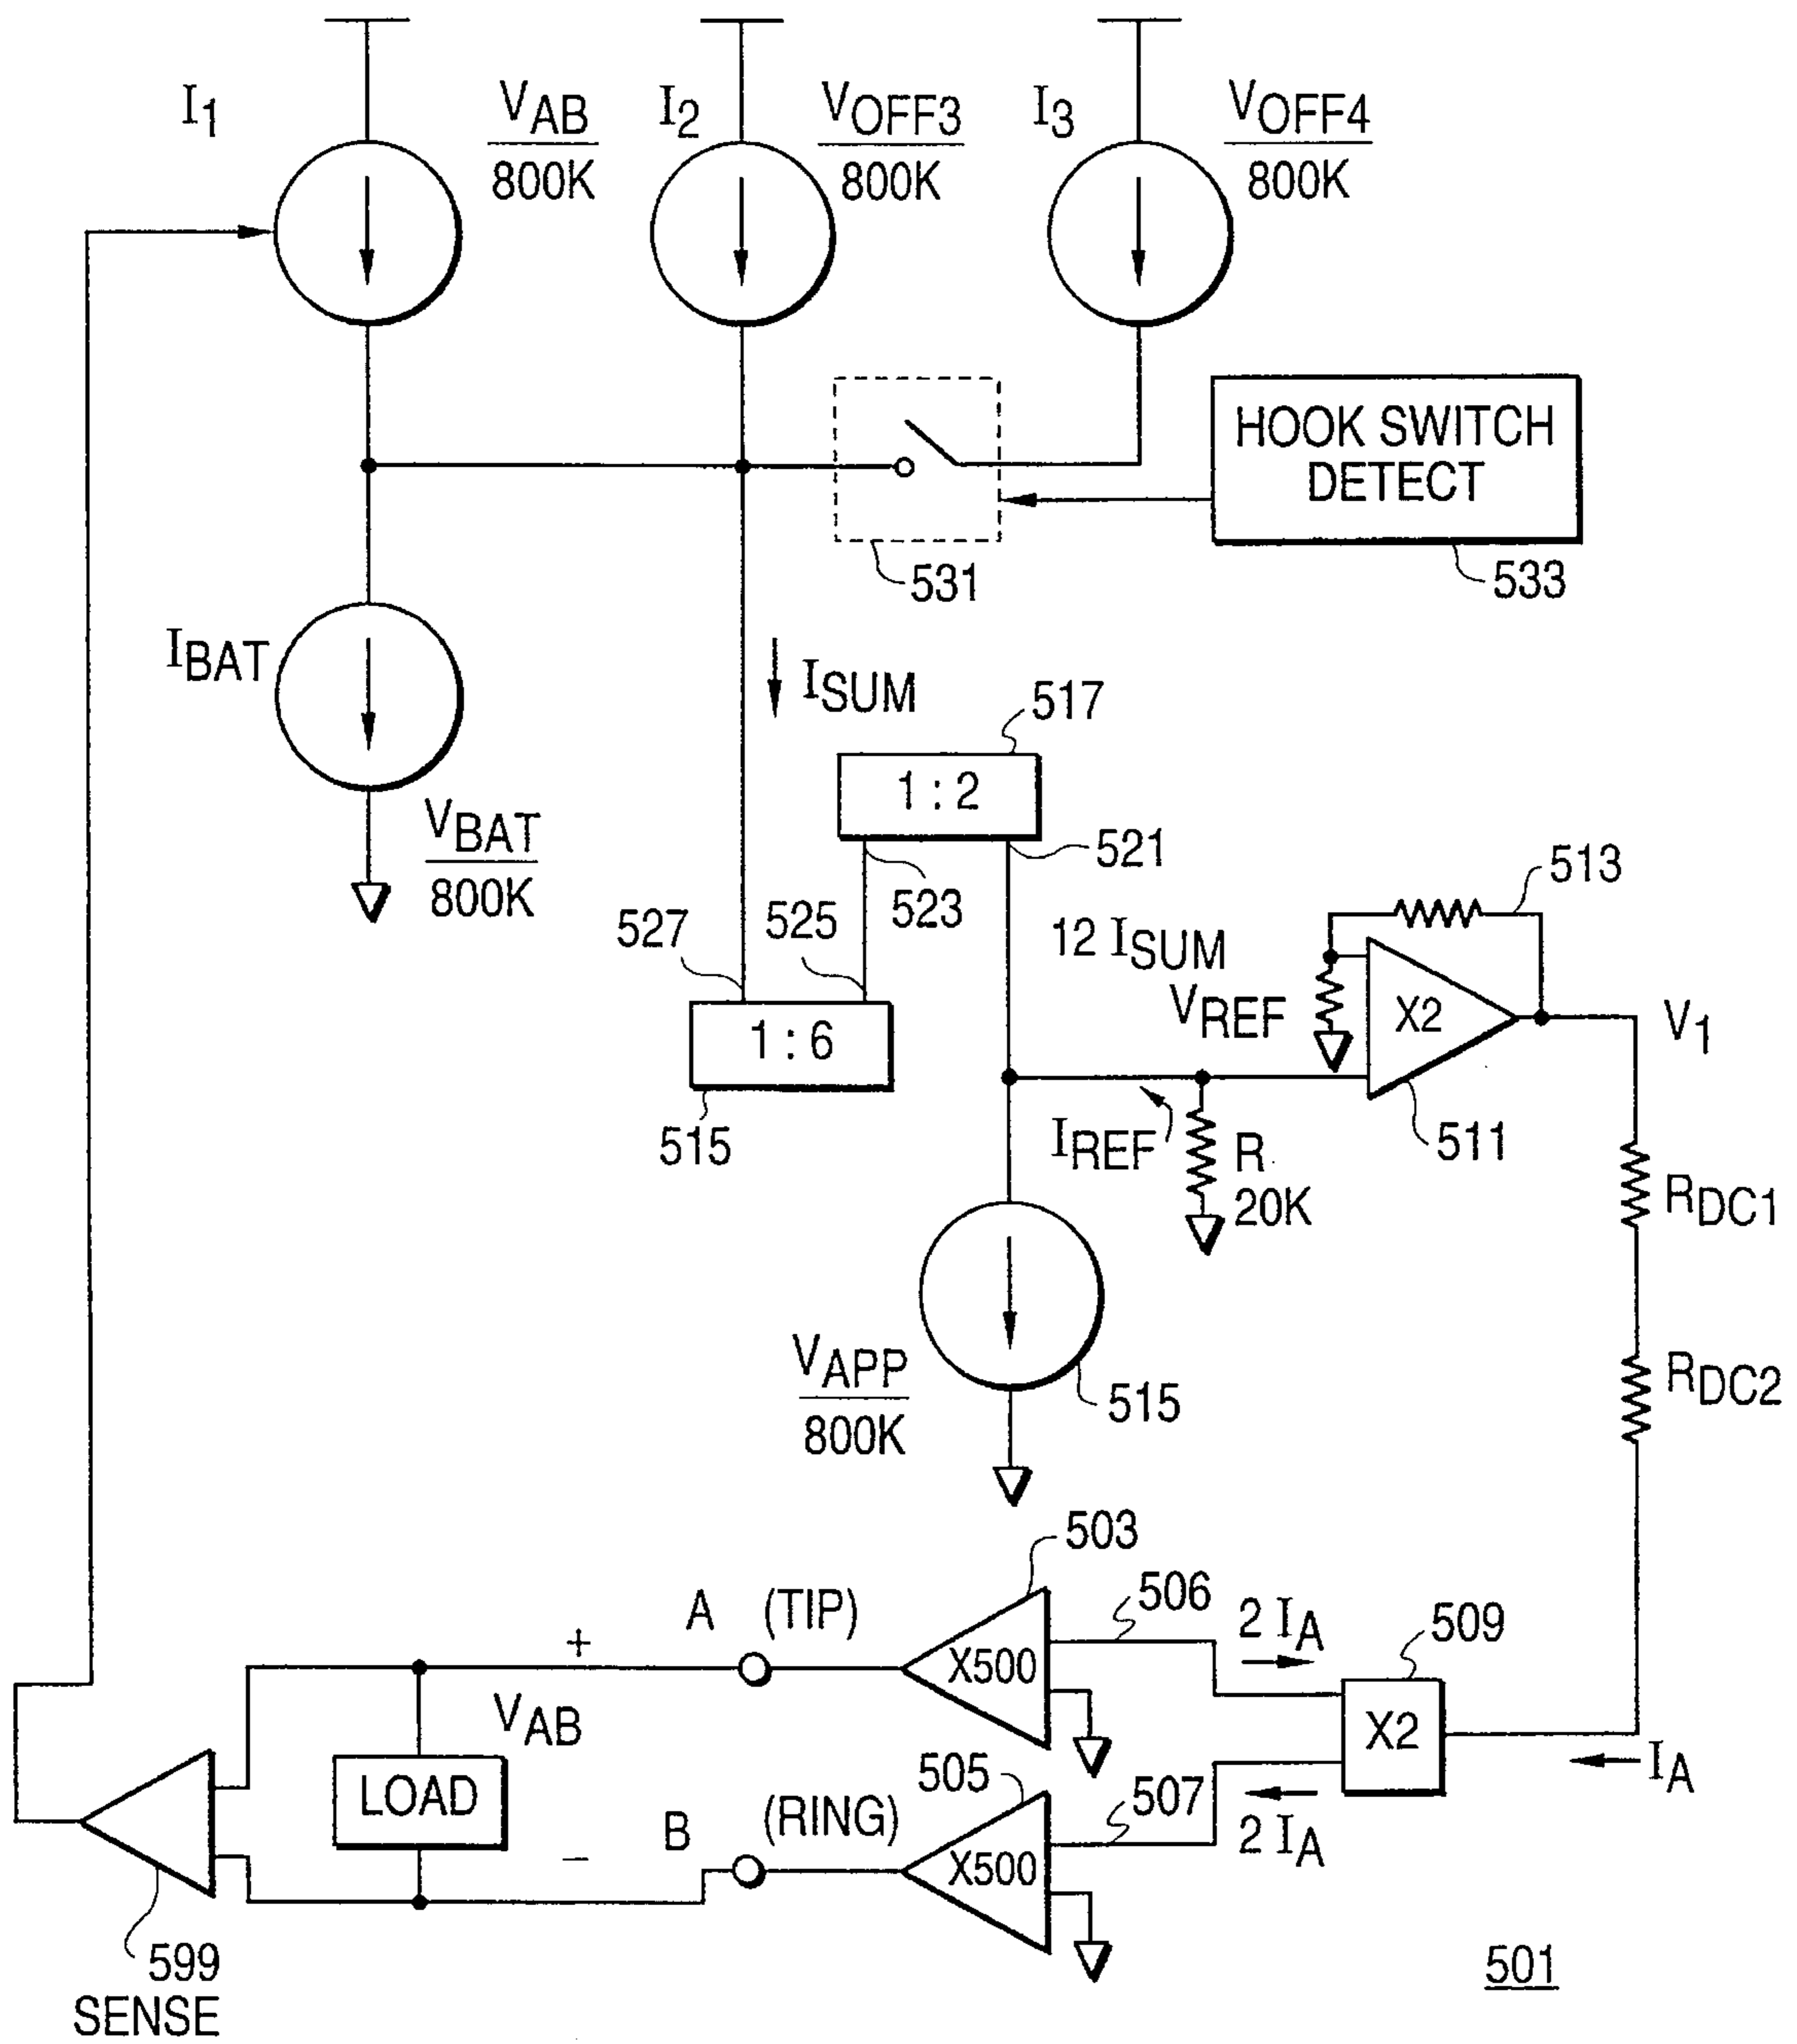 I1
VAB
800K
I2
VOFF3
800K
I3
VOFF4
800K
HOOK SWITCH
DETECT
531
533
IBAT
VBAT
800K
ISUM
517
1 : 2
523
521
527
525
1 : 6
515
12 ISUM
VREF
513
X2
V1
511
IREF
R
20K
RDC1
RDC2
VAPP
800K
515
503
A
(TIP)
X500
506
2 IA
509
X2
IA
+
VAB
LOAD
−
B
(RING)
505
X500
507
2 IA
599
SENSE
501